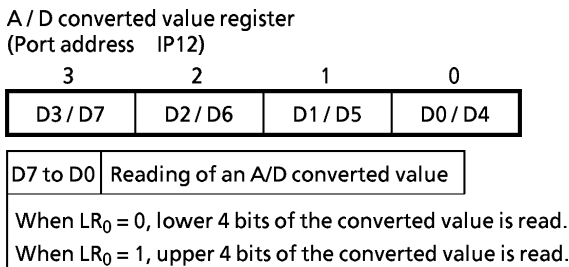 A / D converted value register
(Port address IP12)
3 2 1 0
D3 / D7 D2 / D6 D1 / D5 D0 / D4
D7 to D0 Reading of an A/D converted value
When LR0 = 0, lower 4 bits of the converted value is read.
When LR0 = 1, upper 4 bits of the converted value is read.